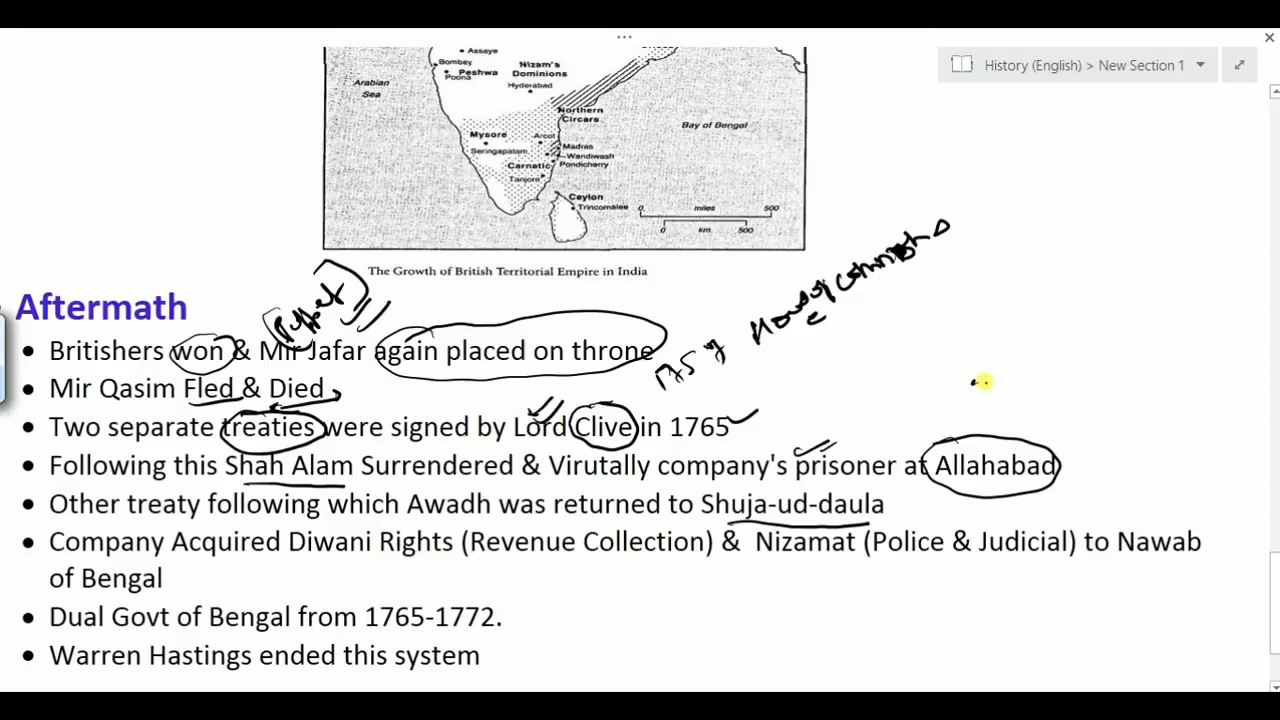 ...
History (English) > New Section 1
Assaye
Bombay
Nizam's
Peshwa
Dominions
Poona
Hyderabad
Arabian
Sea
Northern
Circars
Bay of Bengal
Mysore
Arcot
Seringapatam
Madras
Wandiwash
Carnatic
Pondicherry
Tanjore
Ceylon
Trincomalee
0 miles 500
0 km 500
The Growth of British Territorial Empire in India
Aftermath
(Puppet)
• Britishers won & Mir Jafar again placed on throne
• Mir Qasim Fled & Died
• Two separate treaties were signed by Lord Clive in 1765
• Following this Shah Alam Surrendered & Virutally company's prisoner at Allahabad
• Other treaty following which Awadh was returned to Shuja-ud-daula
• Company Acquired Diwani Rights (Revenue Collection) & Nizamat (Police & Judicial) to Nawab
of Bengal
• Dual Govt of Bengal from 1765-1772.
• Warren Hastings ended this system